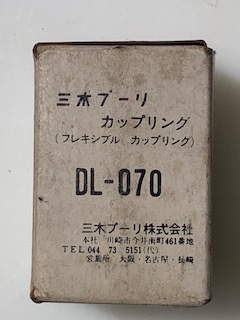 三木プーリ
カップリング
(フレキシブル カップリング)
DL-070
三木プーリ株式会社
本社 川崎市今井南町461番地
TEL 044 73 5151(代)
営業所 大阪・名古屋・長崎